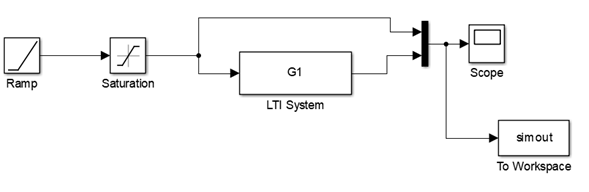 Ramp
Saturation
G1
LTI System
Scope
simout
To Workspace